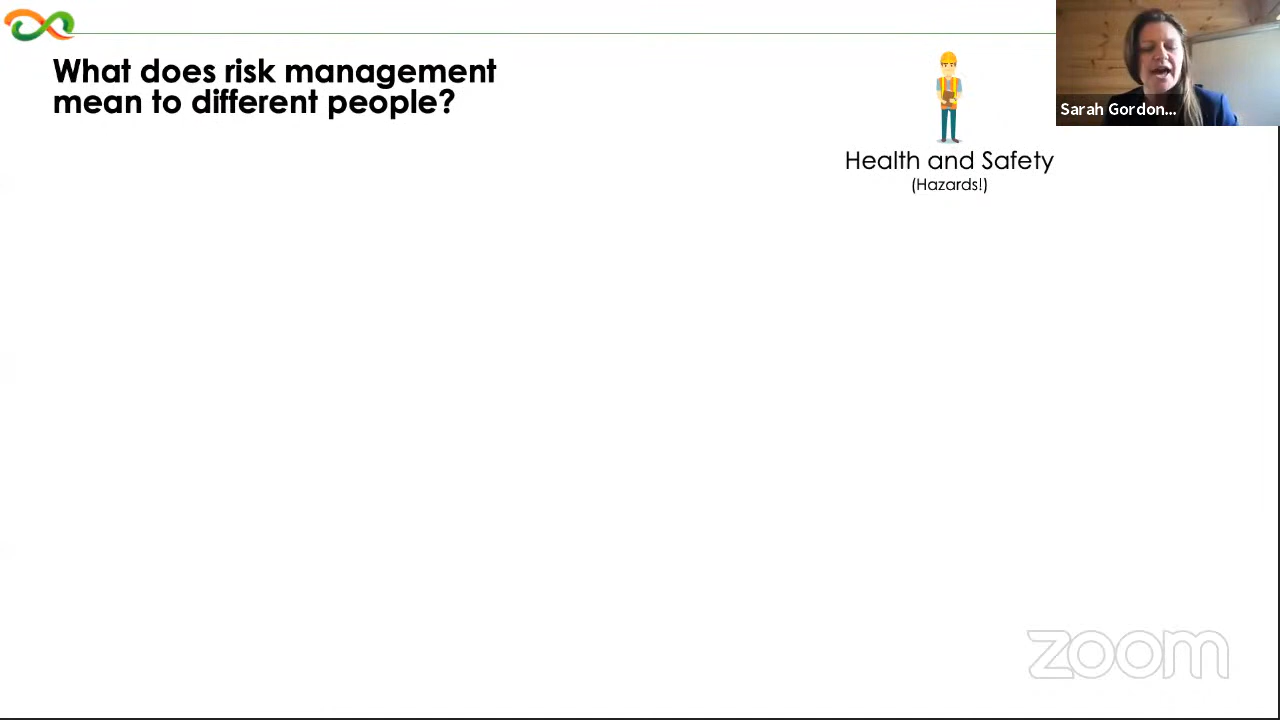 What does risk management
mean to different people?
Health and Safety
(Hazards!)
Sarah Gordon...
zoom